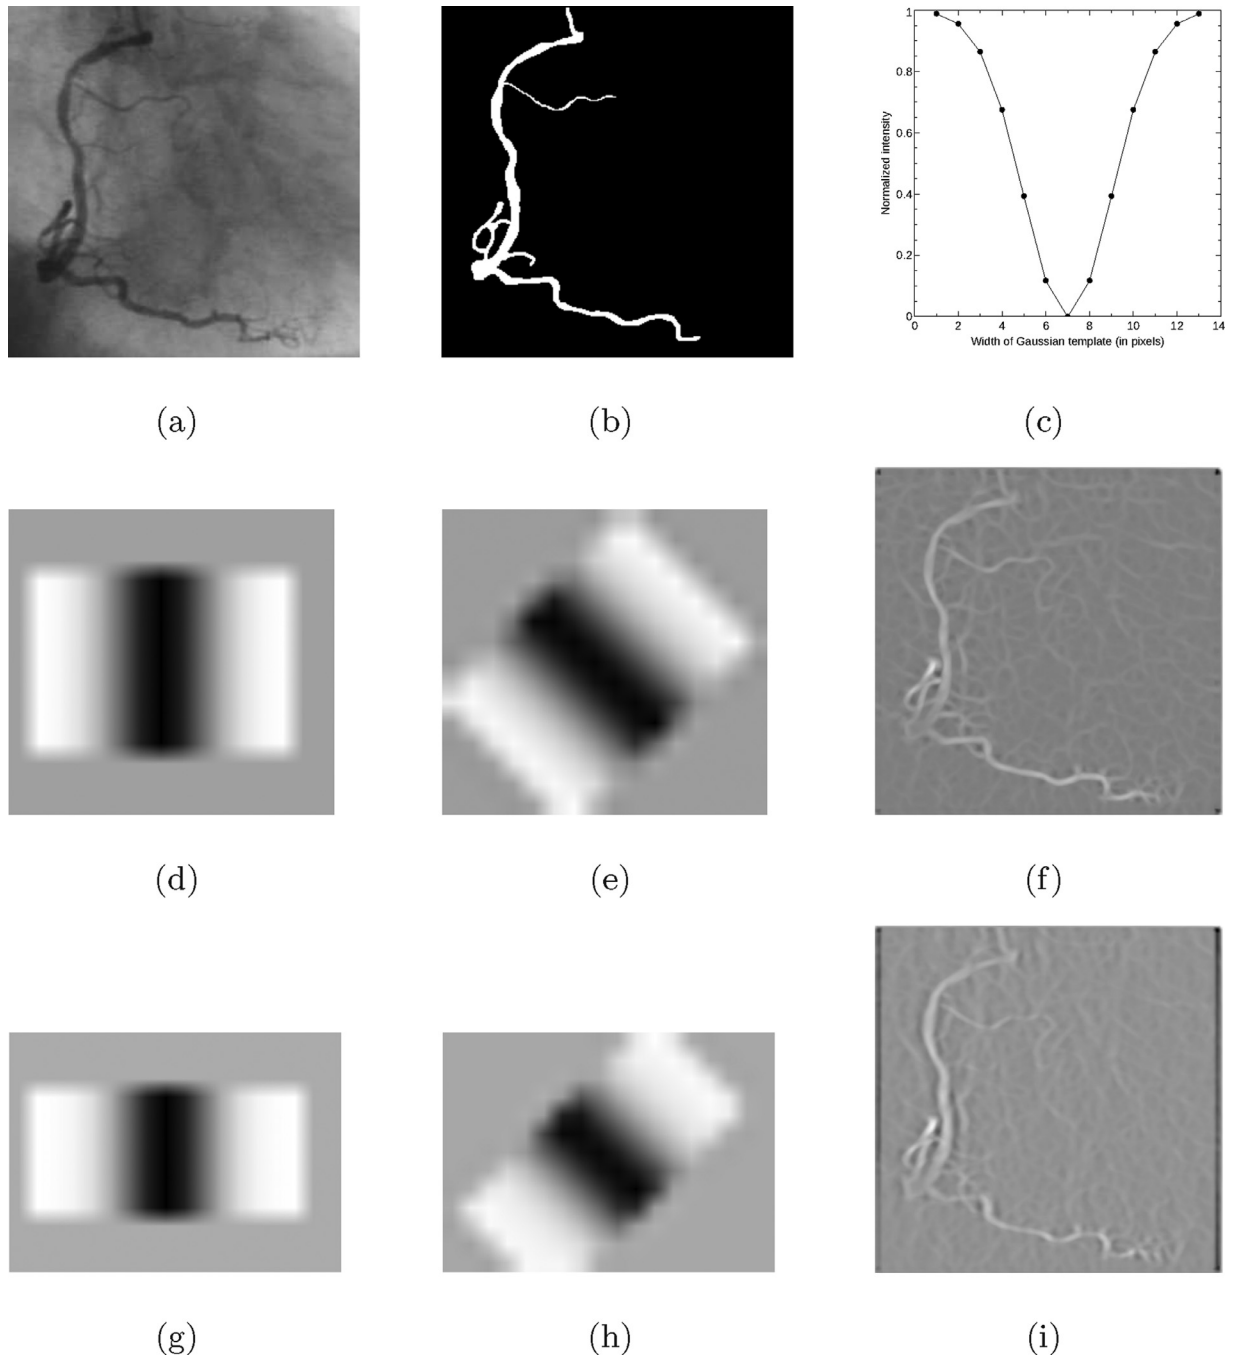 1
0.8
0.6
0.4
0.2
0
0 2 4 6 8 10 12 14
Normalized intensity
Width of Gaussian template (in pixels)
(a) (b) (c)
(d) (e) (f)
(g) (h) (i)